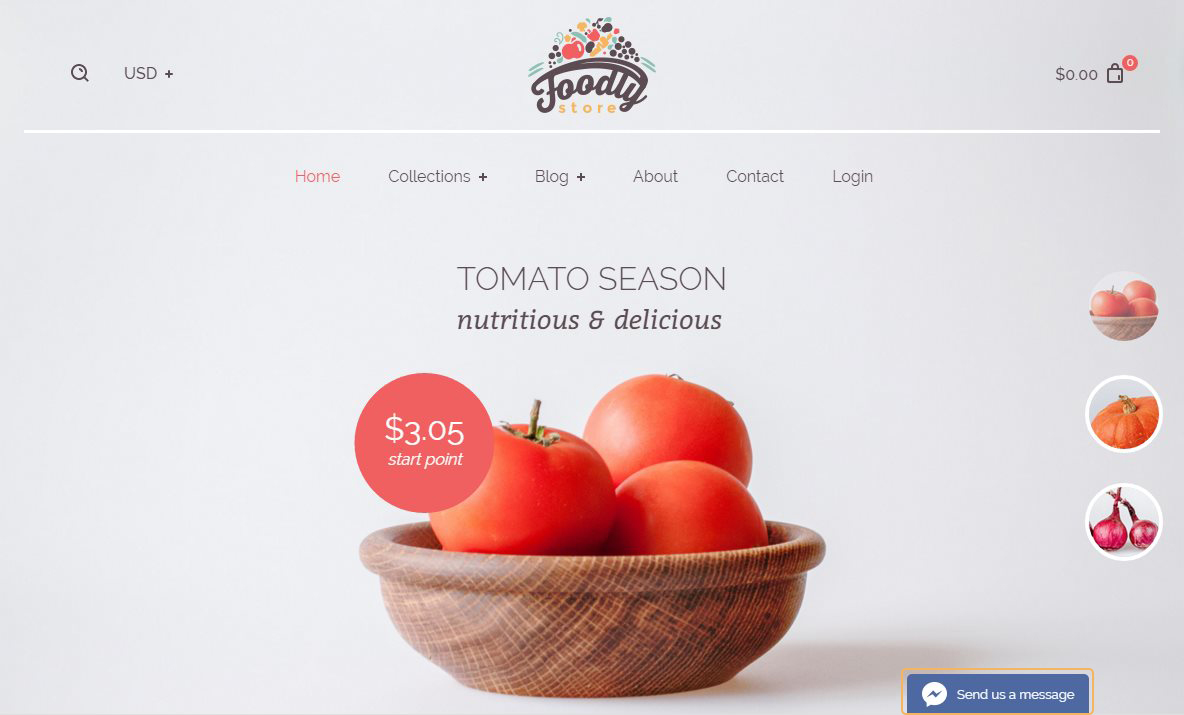 Foodly
store
USD +
$0.00
0
Home
Collections +
Blog +
About
Contact
Login
TOMATO SEASON
nutritious & delicious
$3.05
start point
Send us a message